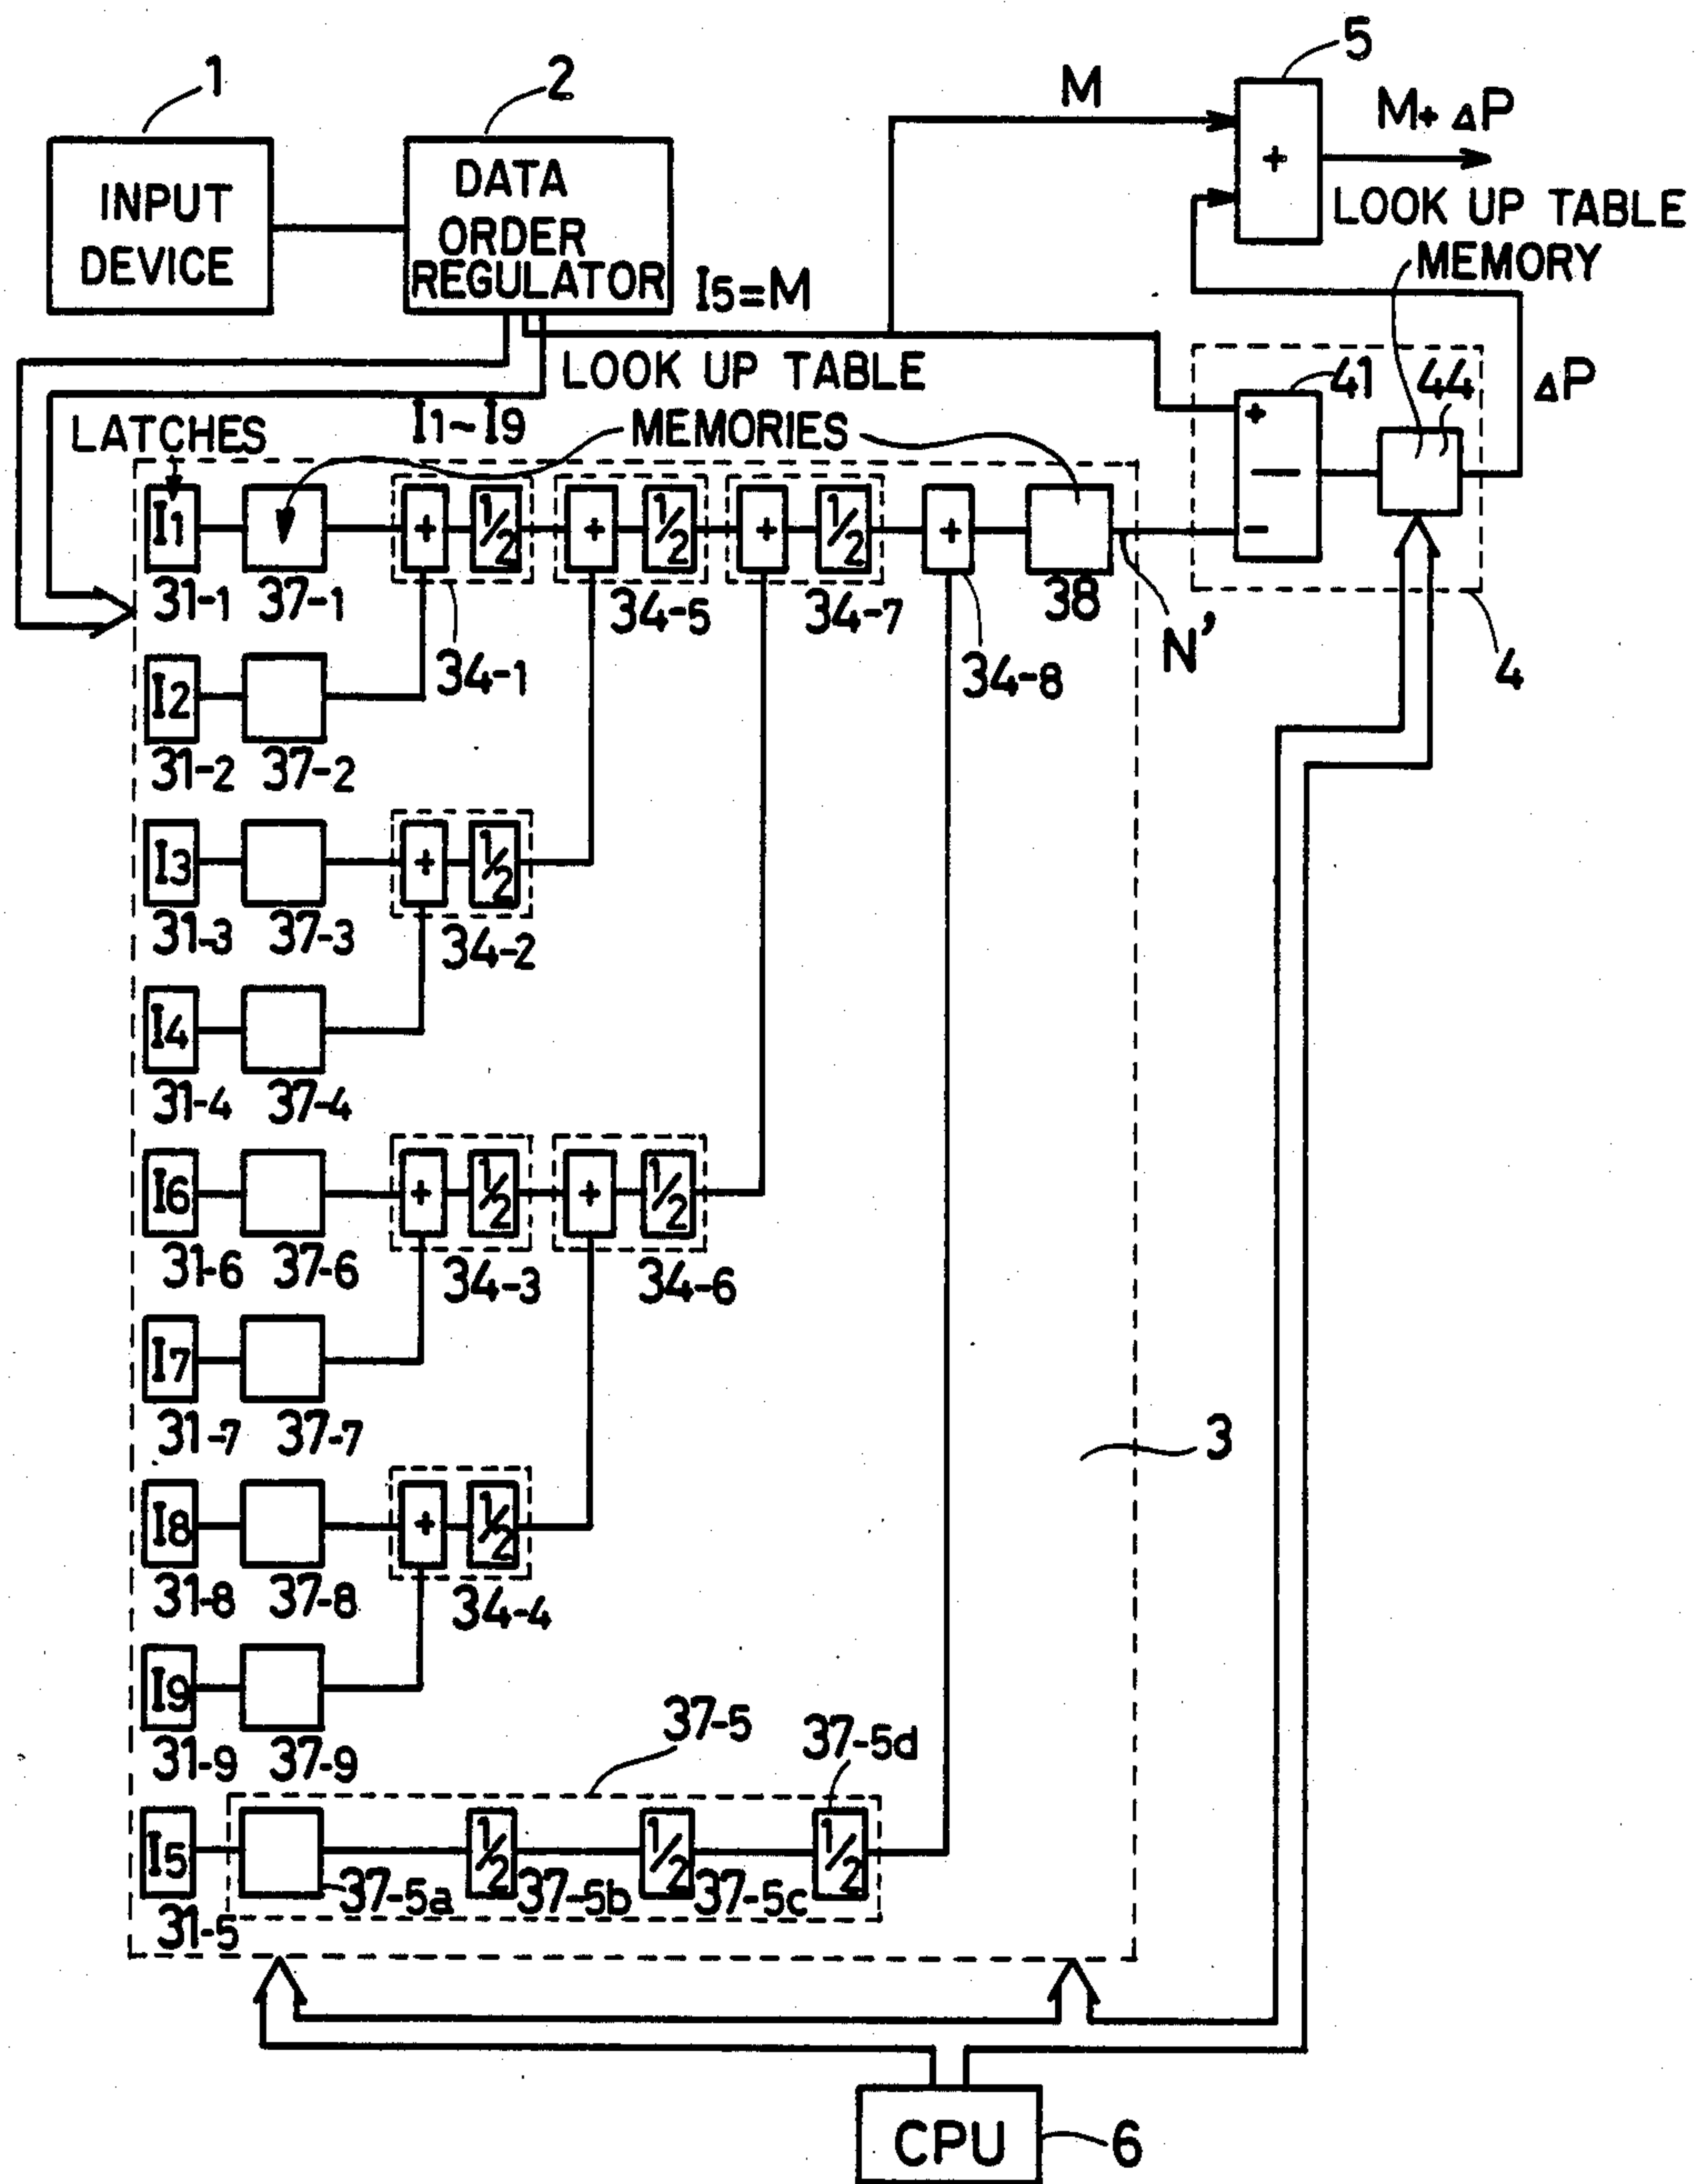 1
2
5
INPUT
DEVICE
DATA
ORDER
REGULATOR
M
+
M+ ΔP
LOOK UP TABLE
MEMORY
I5=M
LOOK UP TABLE
MEMORIES
I1~I9
LATCHES
41
44
ΔP
+
−
-
4
I1
+
1/2
+
1/2
+
1/2
+
31-1
37-1
34-1
34-5
34-7
34-8
38
N'
I2
31-2
37-2
I3
+
1/2
31-3
37-3
34-2
I4
31-4
37-4
I6
+
1/2
+
1/2
31-6
37-6
34-3
34-6
I7
31-7
37-7
3
I8
+
1/2
31-8
37-8
34-4
I9
31-9
37-9
37-5
37-5d
I5
1/2
1/2
1/2
31-5
37-5a
37-5b
37-5c
CPU
6